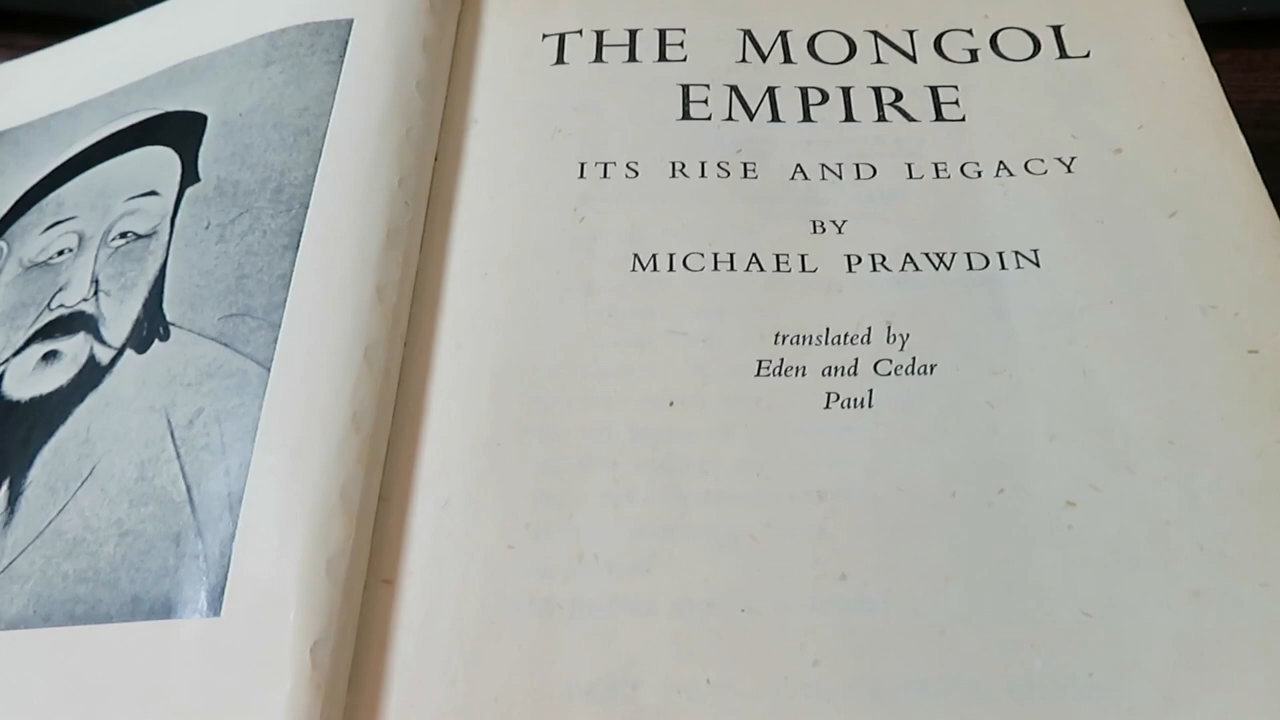 THE MONGOL
EMPIRE
ITS RISE AND LEGACY
BY
MICHAEL PRAWDIN
translated by
Eden and Cedar
Paul